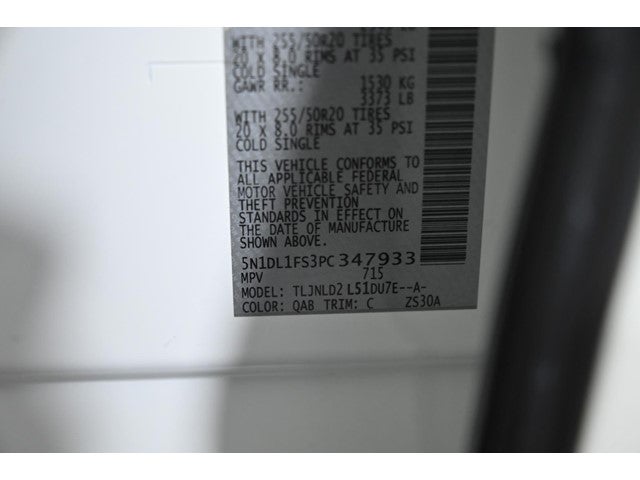 WITH 255/50R20 TIRES
20 X 8.0 RIMS AT 35 PSI
COLD SINGLE
GAWR RR.: 1530 KG
3373 LB
WITH 255/50R20 TIRES
20 X 8.0 RIMS AT 35 PSI
COLD SINGLE
THIS VEHICLE CONFORMS TO
ALL APPLICABLE FEDERAL
MOTOR VEHICLE SAFETY AND
THEFT PREVENTION
STANDARDS IN EFFECT ON
THE DATE OF MANUFACTURE
SHOWN ABOVE.
5N1DL1FS3PC347933
MPV 715
MODEL: TLJNLD2 L51DU7E--A-
COLOR: QAB TRIM: C ZS30A